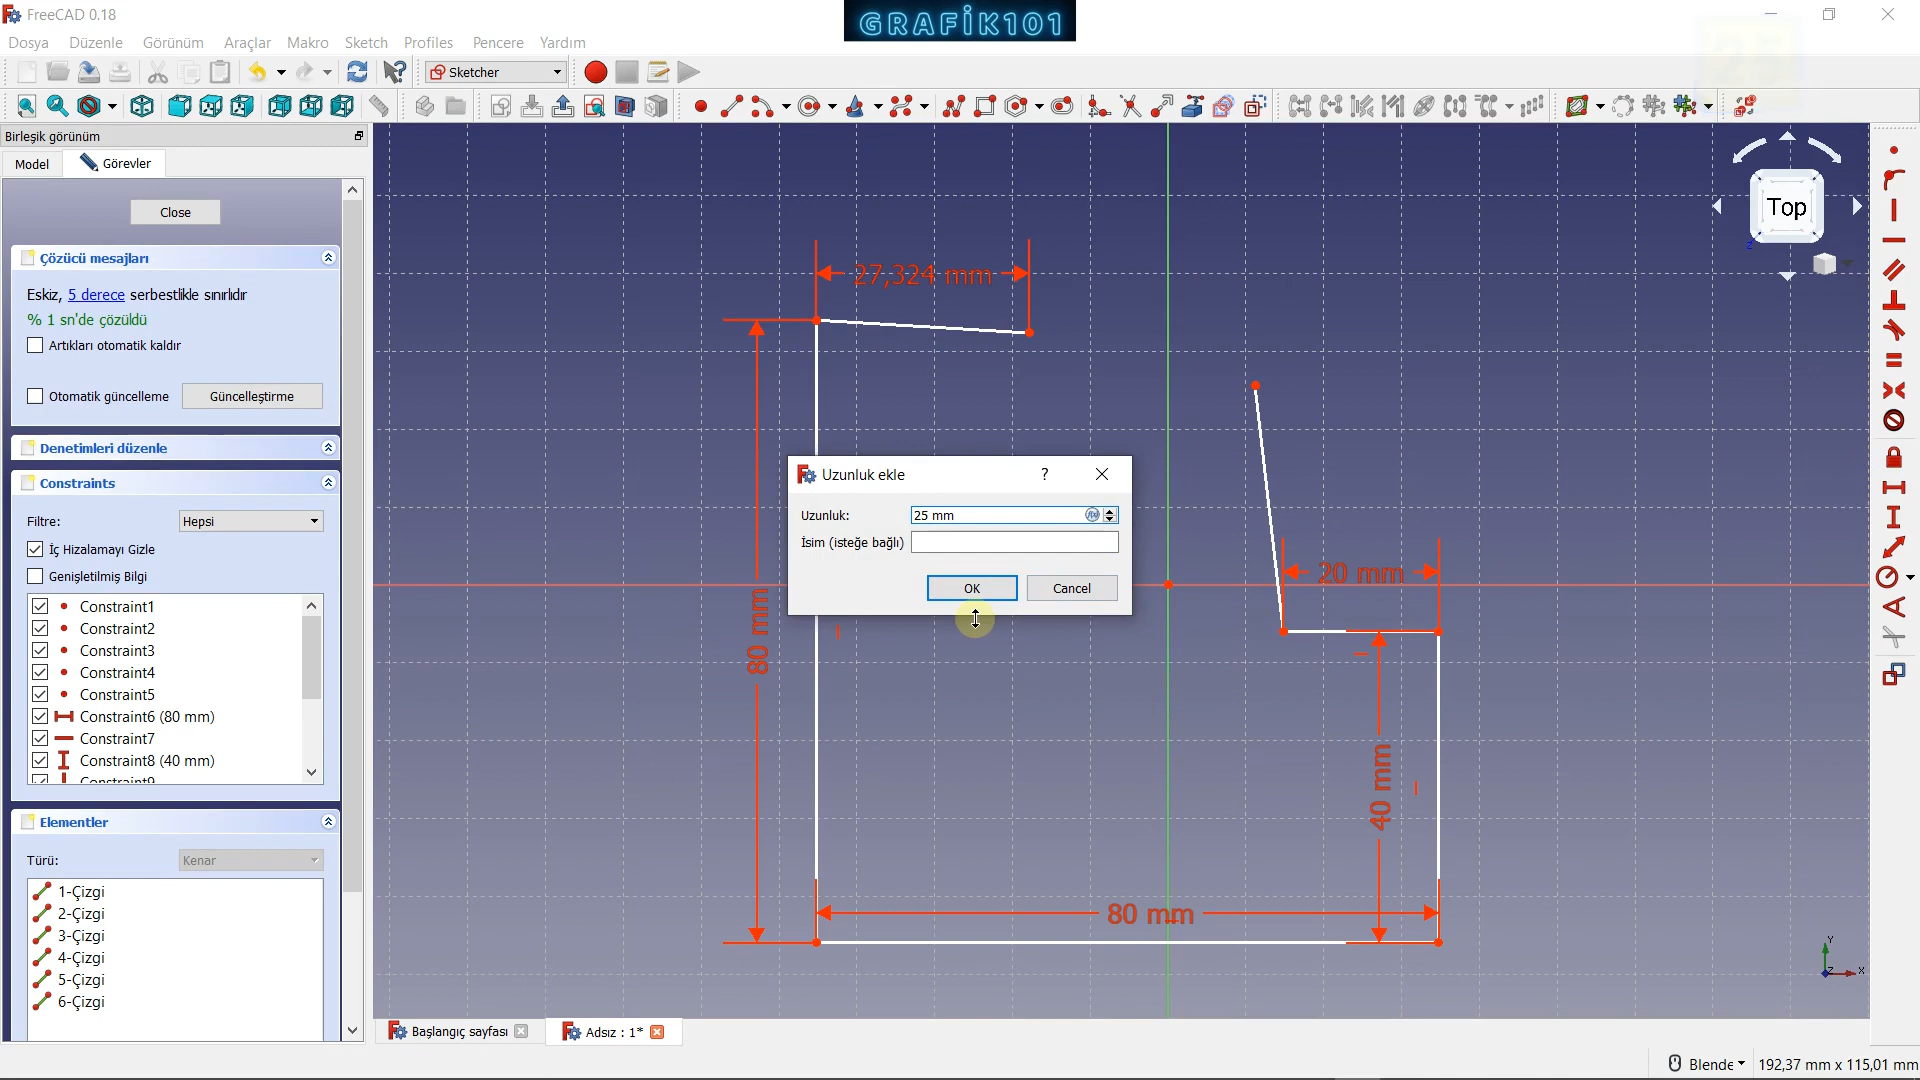 FreeCAD 0.18
GRAFİK101
Dosya Düzenle Görünüm Araçlar Makro Sketch Profiles Pencere Yardım
Sketcher
Birleşik görünüm
Model Görevler
Close
Çözücü mesajları
Eskiz, 5 derece serbestlikle sınırlıdır
% 1 sn'de çözüldü
Artıkları otomatik kaldır
Otomatik güncelleme Güncelleştirme
Denetimleri düzenle
Constraints
Filtre: Hepsi
İç Hizalamayı Gizle
Genişletilmiş Bilgi
Constraint1
Constraint2
Constraint3
Constraint4
Constraint5
Constraint6 (80 mm)
Constraint7
Constraint8 (40 mm)
Constraint9
Elementler
Türü: Kenar
1-Çizgi
2-Çizgi
3-Çizgi
4-Çizgi
5-Çizgi
6-Çizgi
27,324 mm
80 mm
20 mm
40 mm
80 mm
Top
Z
Uzunluk ekle ?
Uzunluk: 25 mm
İsim (isteğe bağlı)
OK Cancel
Y
Z X
Başlangıç sayfası Adsız : 1*
Blende 192,37 mm x 115,01 mm